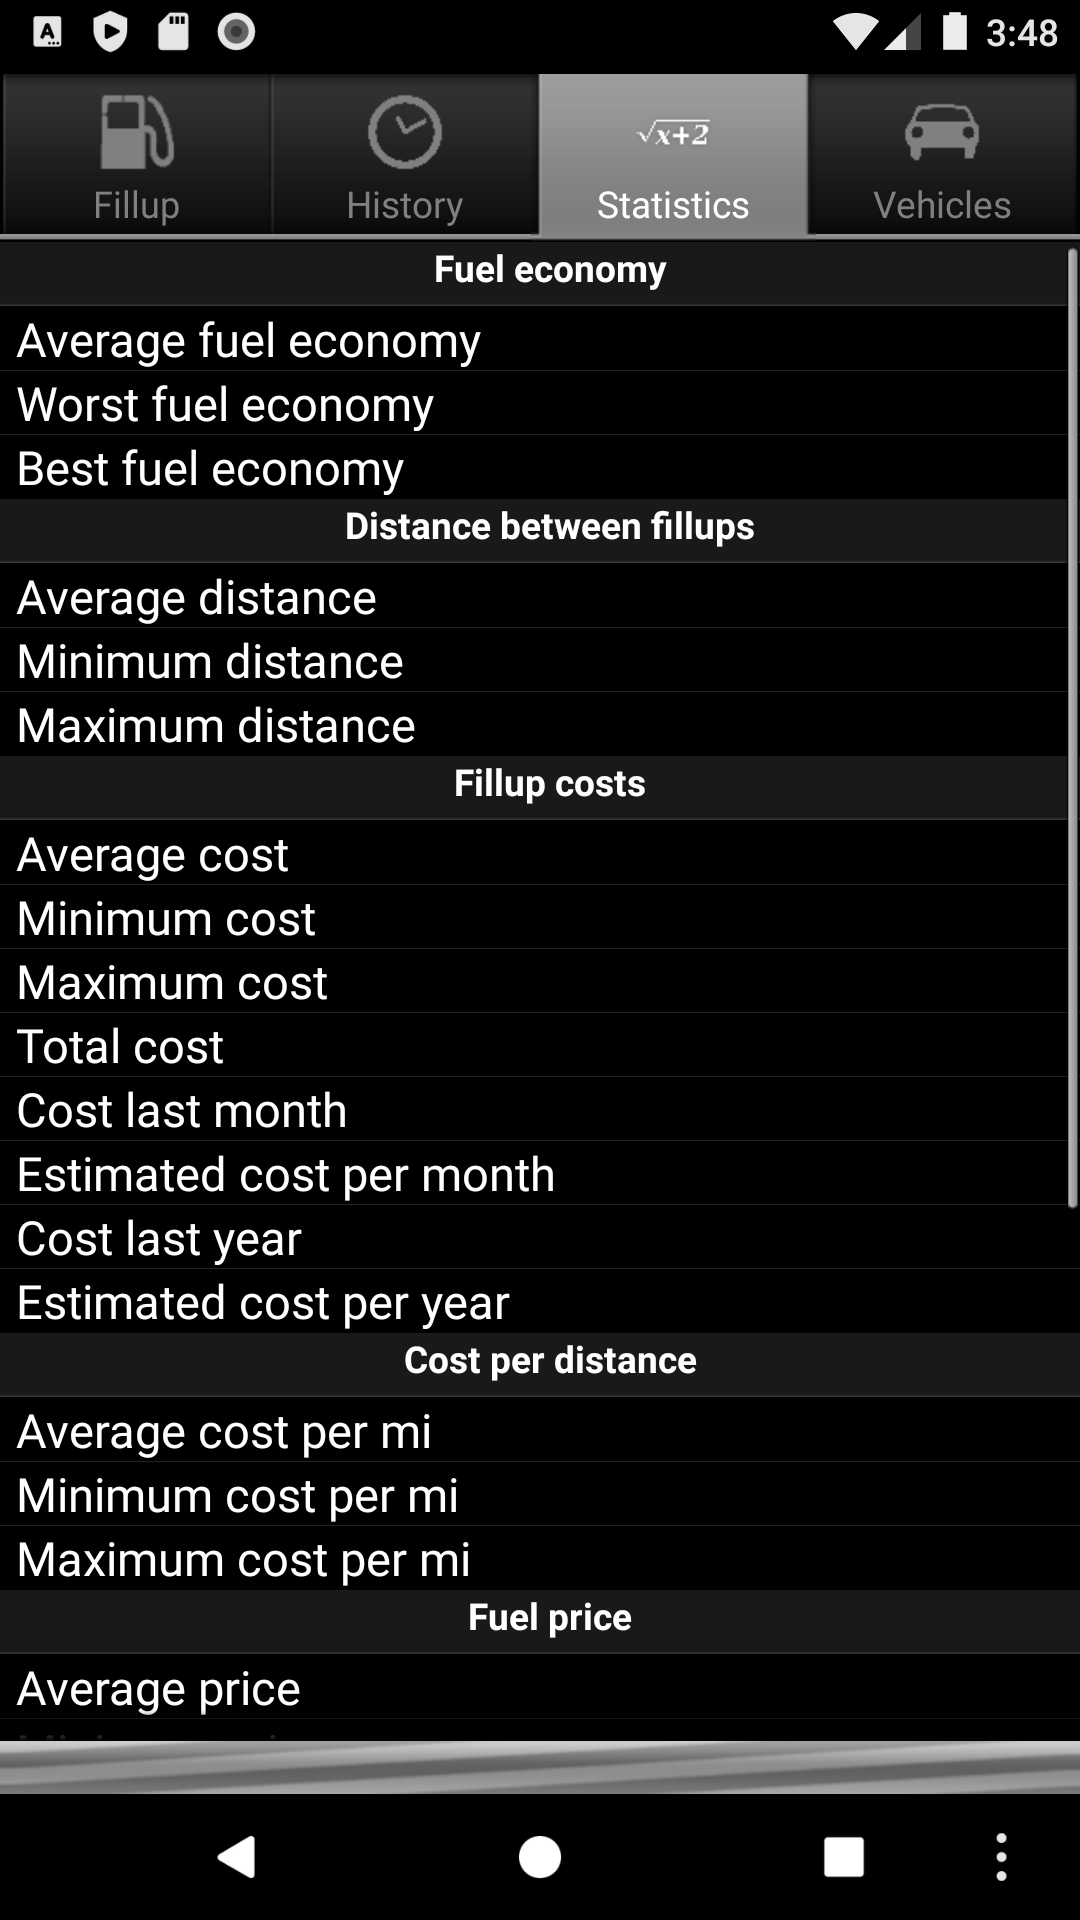 3:48
√x+2
Fillup
History
Statistics
Vehicles
Fuel economy
Average fuel economy
Worst fuel economy
Best fuel economy
Distance between fillups
Average distance
Minimum distance
Maximum distance
Fillup costs
Average cost
Minimum cost
Maximum cost
Total cost
Cost last month
Estimated cost per month
Cost last year
Estimated cost per year
Cost per distance
Average cost per mi
Minimum cost per mi
Maximum cost per mi
Fuel price
Average price